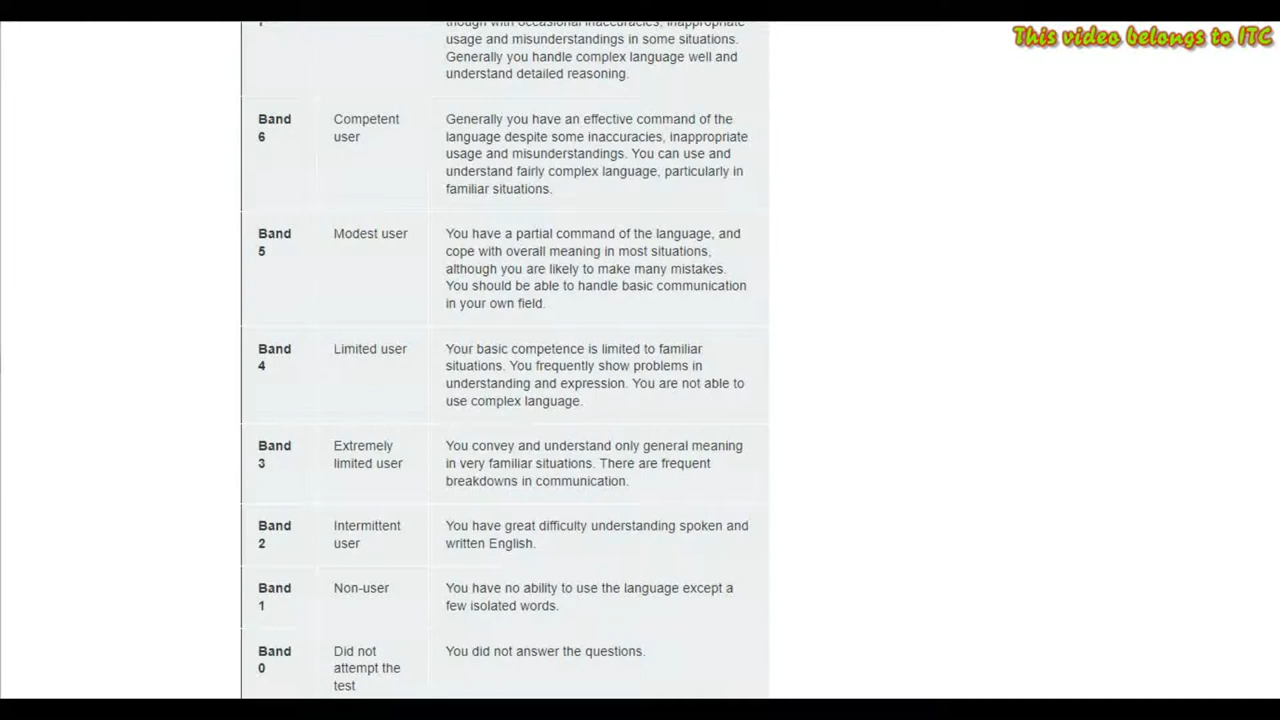 This video belongs to ITC
though with occasional inaccuracies, inappropriate
usage and misunderstandings in some situations.
Generally you handle complex language well and
understand detailed reasoning.
Band
6
Competent
user
Generally you have an effective command of the
language despite some inaccuracies, inappropriate
usage and misunderstandings. You can use and
understand fairly complex language, particularly in
familiar situations.
Band
5
Modest user
You have a partial command of the language, and
cope with overall meaning in most situations,
although you are likely to make many mistakes.
You should be able to handle basic communication
in your own field.
Band
4
Limited user
Your basic competence is limited to familiar
situations. You frequently show problems in
understanding and expression. You are not able to
use complex language.
Band
3
Extremely
limited user
You convey and understand only general meaning
in very familiar situations. There are frequent
breakdowns in communication.
Band
2
Intermittent
user
You have great difficulty understanding spoken and
written English.
Band
1
Non-user
You have no ability to use the language except a
few isolated words.
Band
0
Did not
attempt the
test
You did not answer the questions.